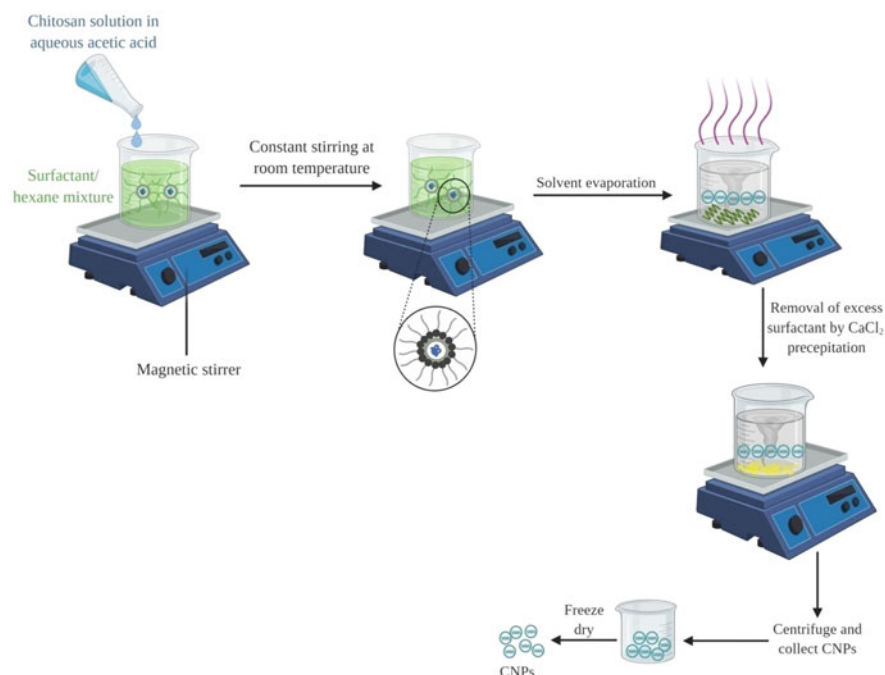 Chitosan solution in
aqueous acetic acid
Surfactant/
hexane mixture
Constant stirring at
room temperature
Solvent evaporation
Magnetic stirrer
Removal of excess
surfactant by CaCl₂
precepitation
Centrifuge and
collect CNPs
Freeze
dry
CNPs